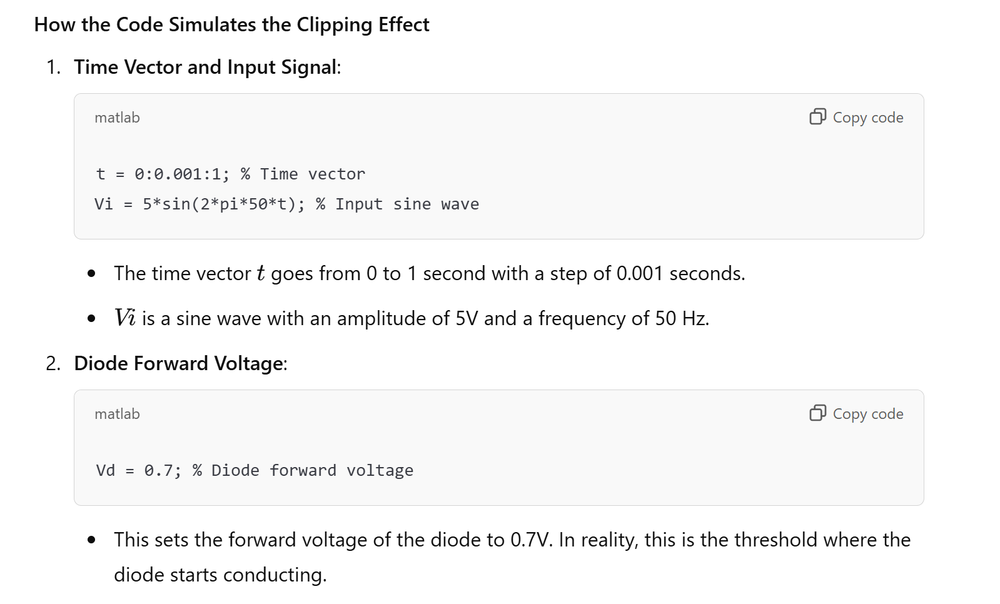 How the Code Simulates the Clipping Effect
1. Time Vector and Input Signal:
matlab
Copy code
t = 0:0.001:1; % Time vector
Vi = 5*sin(2*pi*50*t); % Input sine wave
• The time vector t goes from 0 to 1 second with a step of 0.001 seconds.
• Vi is a sine wave with an amplitude of 5V and a frequency of 50 Hz.
2. Diode Forward Voltage:
matlab
Copy code
Vd = 0.7; % Diode forward voltage
• This sets the forward voltage of the diode to 0.7V. In reality, this is the threshold where the
diode starts conducting.